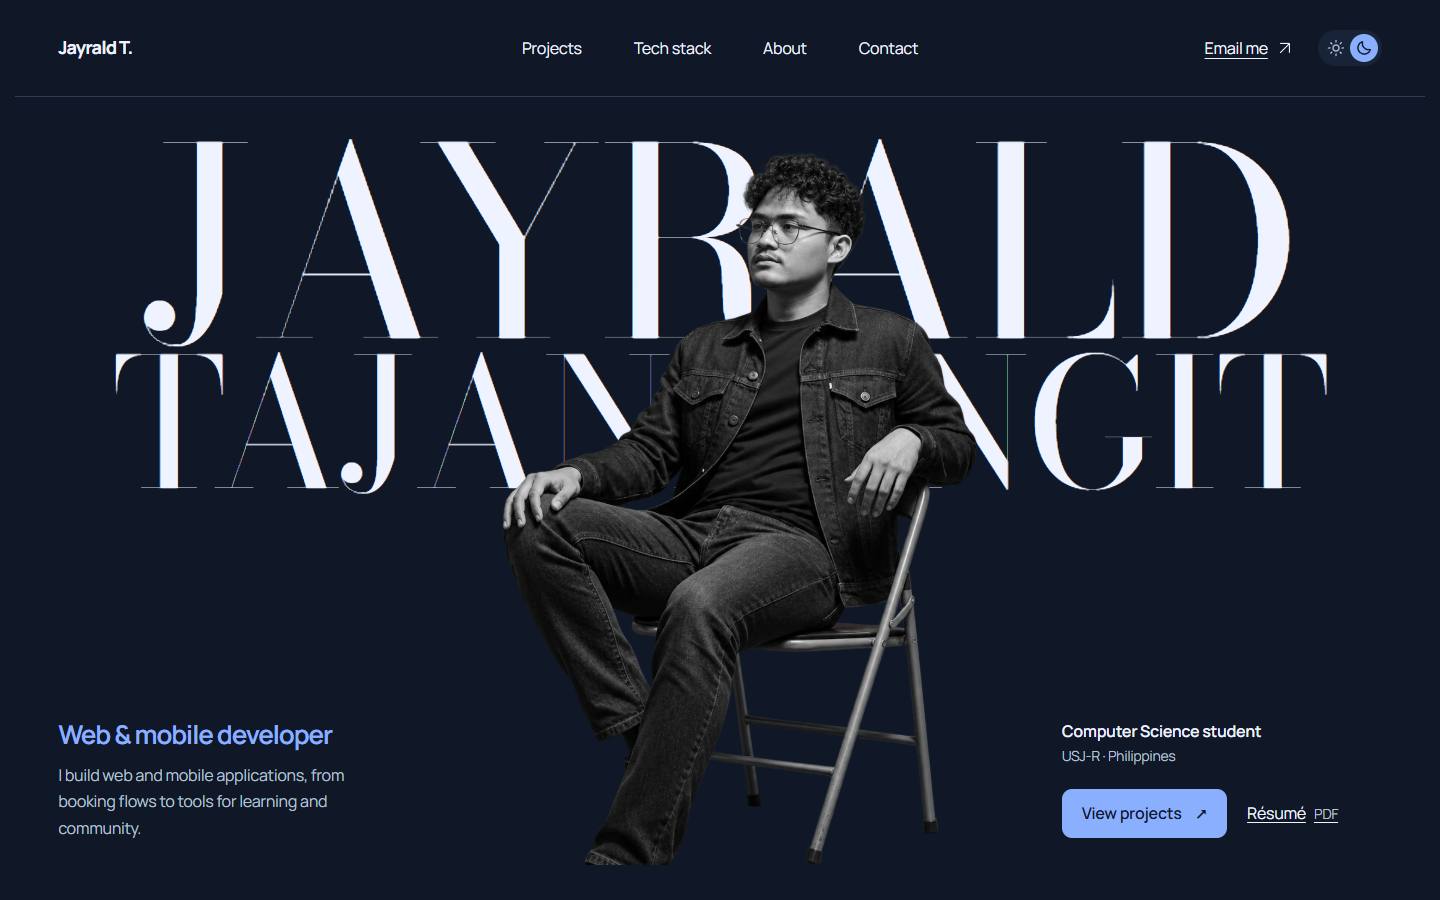 Jayrald T.
Projects
Tech stack
About
Contact
Email me ↗
JAYRALD
TAJAN NGIT
Web & mobile developer
I build web and mobile applications, from
booking flows to tools for learning and
community.
Computer Science student
USJ-R · Philippines
View projects ↗
Résumé PDF